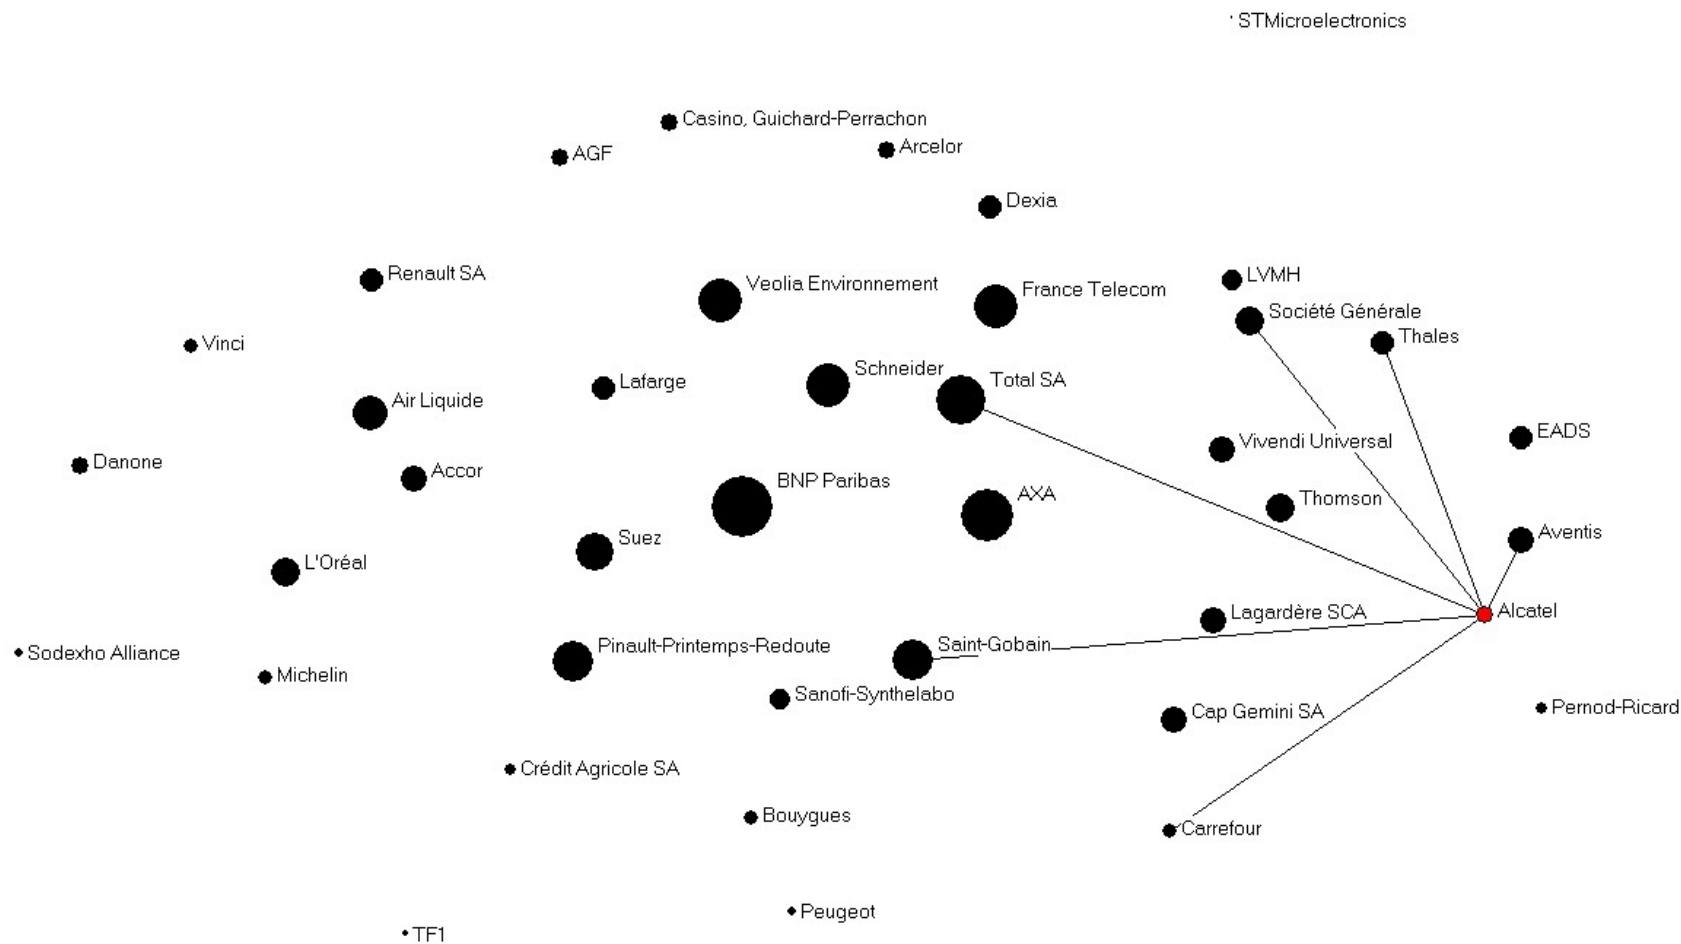 STMicroelectronics
Casino, Guichard-Perrachon
Arcelor
AGF
Dexia
Renault SA
LVMH
Veolia Environnement
France Telecom
Société Générale
Thales
Vinci
Schneider
Total SA
Lafarge
Air Liquide
EADS
Vivendi Universal
Danone
Accor
BNP Paribas
AXA
Thomson
Aventis
Suez
L'Oréal
Alcatel
Lagardère SCA
Saint-Gobain
Pinault-Printemps-Redoute
Sodexho Alliance
Michelin
Sanofi-Synthelabo
Pernod-Ricard
Cap Gemini SA
Crédit Agricole SA
Bouygues
Carrefour
Peugeot
TF1